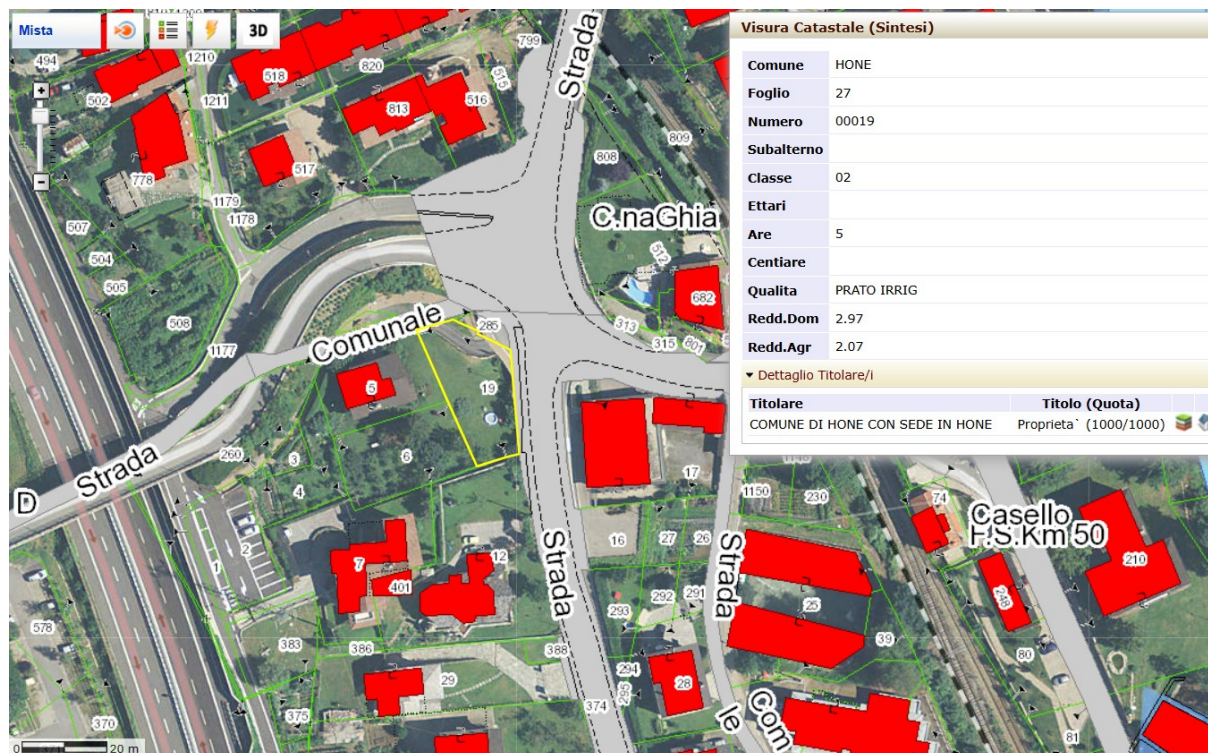 Mista
3D
Visura Catastale (Sintesi)
Comune HONE
Foglio 27
Numero 00019
Subalterno
Classe 02
Ettari
Are 5
Centiare
Qualita PRATO IRRIG
Redd.Dom 2.97
Redd.Agr 2.07
Dettaglio Titolare/i
Titolare Titolo (Quota)
COMUNE DI HONE CON SEDE IN HONE Proprieta` (1000/1000)
494
1210
799
Strada
502
1211
518
820
515
813
516
809
808
778
517
1179
1178
507
504
505
508
C.naGhia
512
682
1177
Comunale
285
313
315
801
5
19
Strada
260
3
6
4
D
17
1150
230
74
Casello
F.S.Km 50
2
1
7
12
401
Strada
16
27
26
Strada
210
293
292
291
25
248
578
383
386
388
294
39
80
29
295
28
375
374
370
Com
le
81
0 20 m